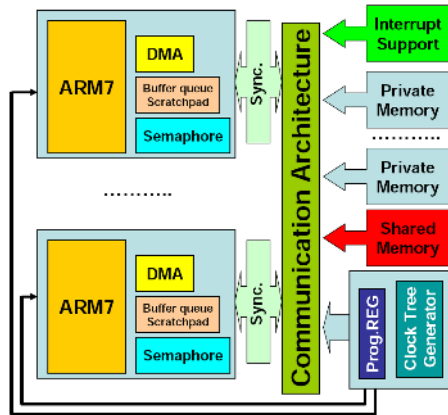 ARM7
DMA
Buffer queue
Scratchpad
Semaphore
Sync.
...........
ARM7
DMA
Buffer queue
Scratchpad
Semaphore
Sync.
Communication Architecture
Interrupt
Support
Private
Memory
...........
Private
Memory
Shared
Memory
Prog.REG
Clock Tree
Generator